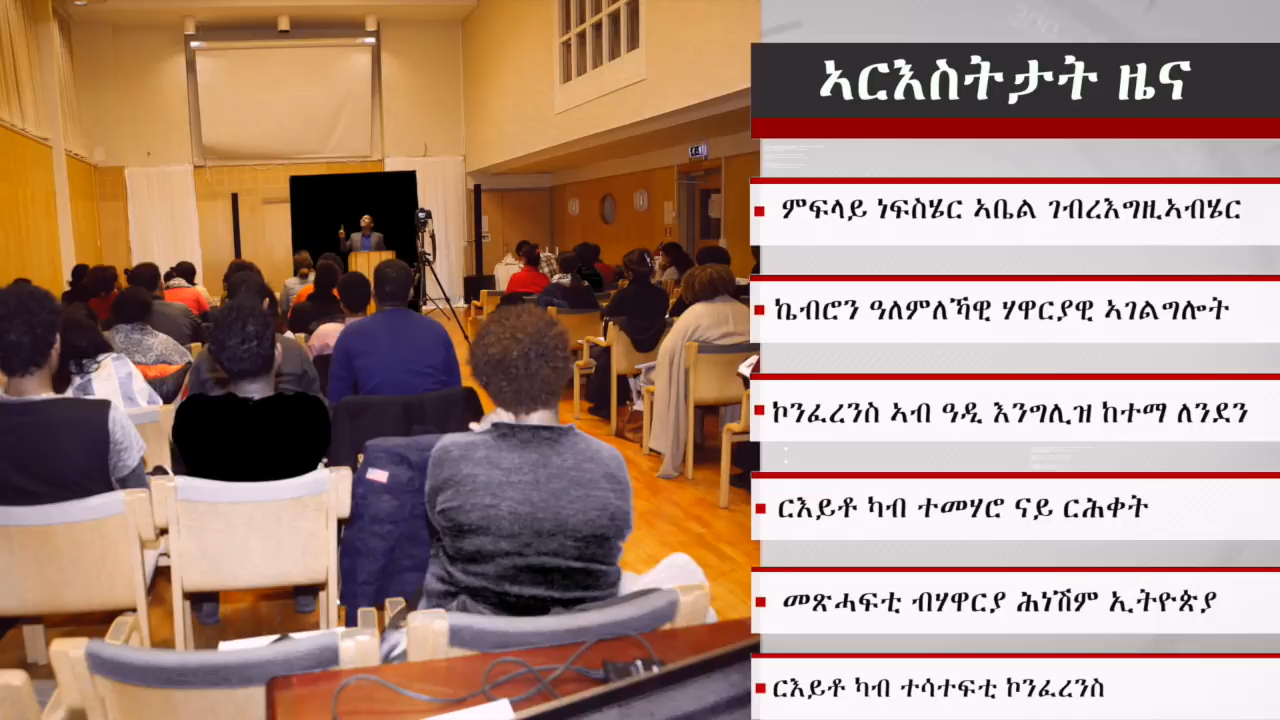 ኣርእስትታት ዜና
ምፍላይ ነፍስሄር ኣቤል ገብረእግዚኣብሄር
ኬብሮን ዓለምለኻዊ ሃዋርያዊ ኣገልግሎት
ኮንፈረንስ ኣብ ዓዲ እንግሊዝ ከተማ ለንደን
ርእይቶ ካብ ተመሃሮ ናይ ርሕቀት
መጽሓፍቲ ብሃዋርያ ሕነሽም ኢትዮጵያ
ርእይቶ ካብ ተሳተፍቲ ኮንፈረንስ